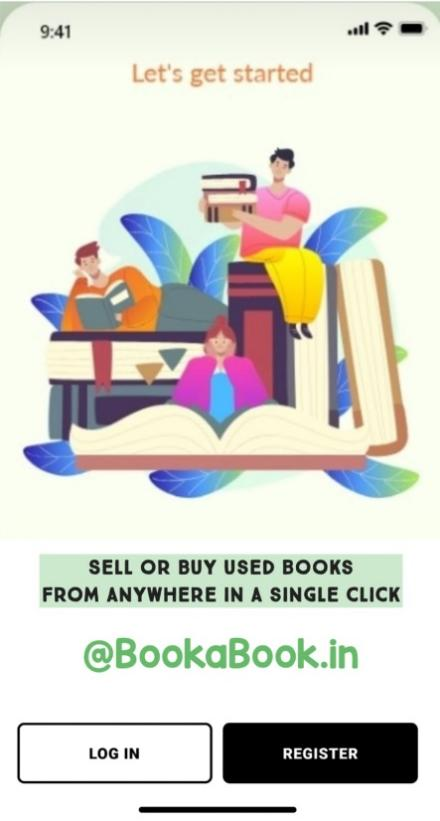 9:41
Let's get started
SELL OR BUY USED BOOKS
FROM ANYWHERE IN A SINGLE CLICK
@BookaBook.in
LOG IN
REGISTER